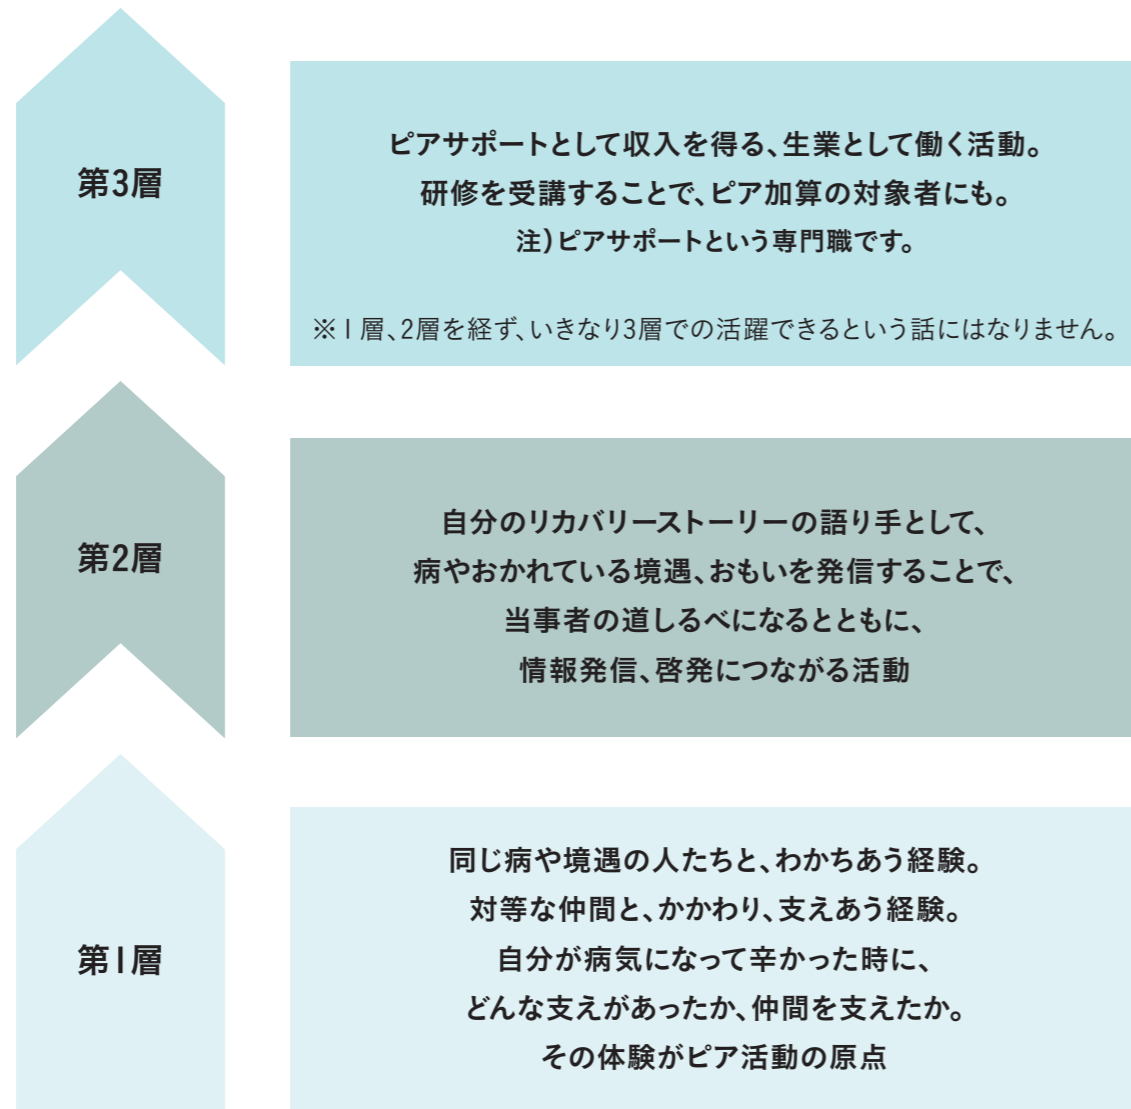 第3層
ピアサポートとして収入を得る、生業として働く活動。
研修を受講することで、ピア加算の対象者にも。
注）ピアサポートという専門職です。
※1層、2層を経ず、いきなり3層での活躍できるという話にはなりません。
第2層
自分のリカバリーストーリーの語り手として、
病やおかれている境遇、おもいを発信することで、
当事者の道しるべになるとともに、
情報発信、啓発につながる活動
第1層
同じ病や境遇の人たちと、わかちあう経験。
対等な仲間と、かかわり、支えあう経験。
自分が病気になって辛かった時に、
どんな支えがあったか、仲間を支えたか。
その体験がピア活動の原点